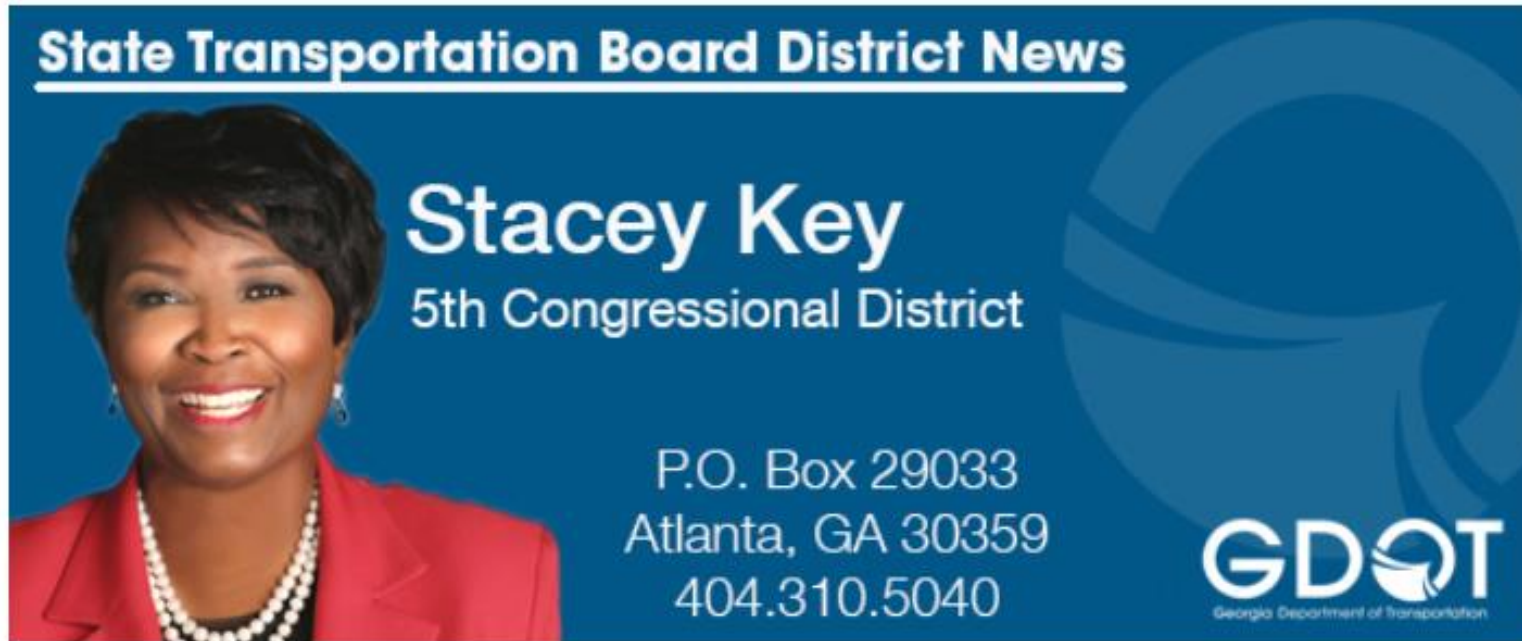 State Transportation Board District News
Stacey Key
5th Congressional District
P.O. Box 29033
Atlanta, GA 30359
404.310.5040
GDOT
Georgia Department of Transportation